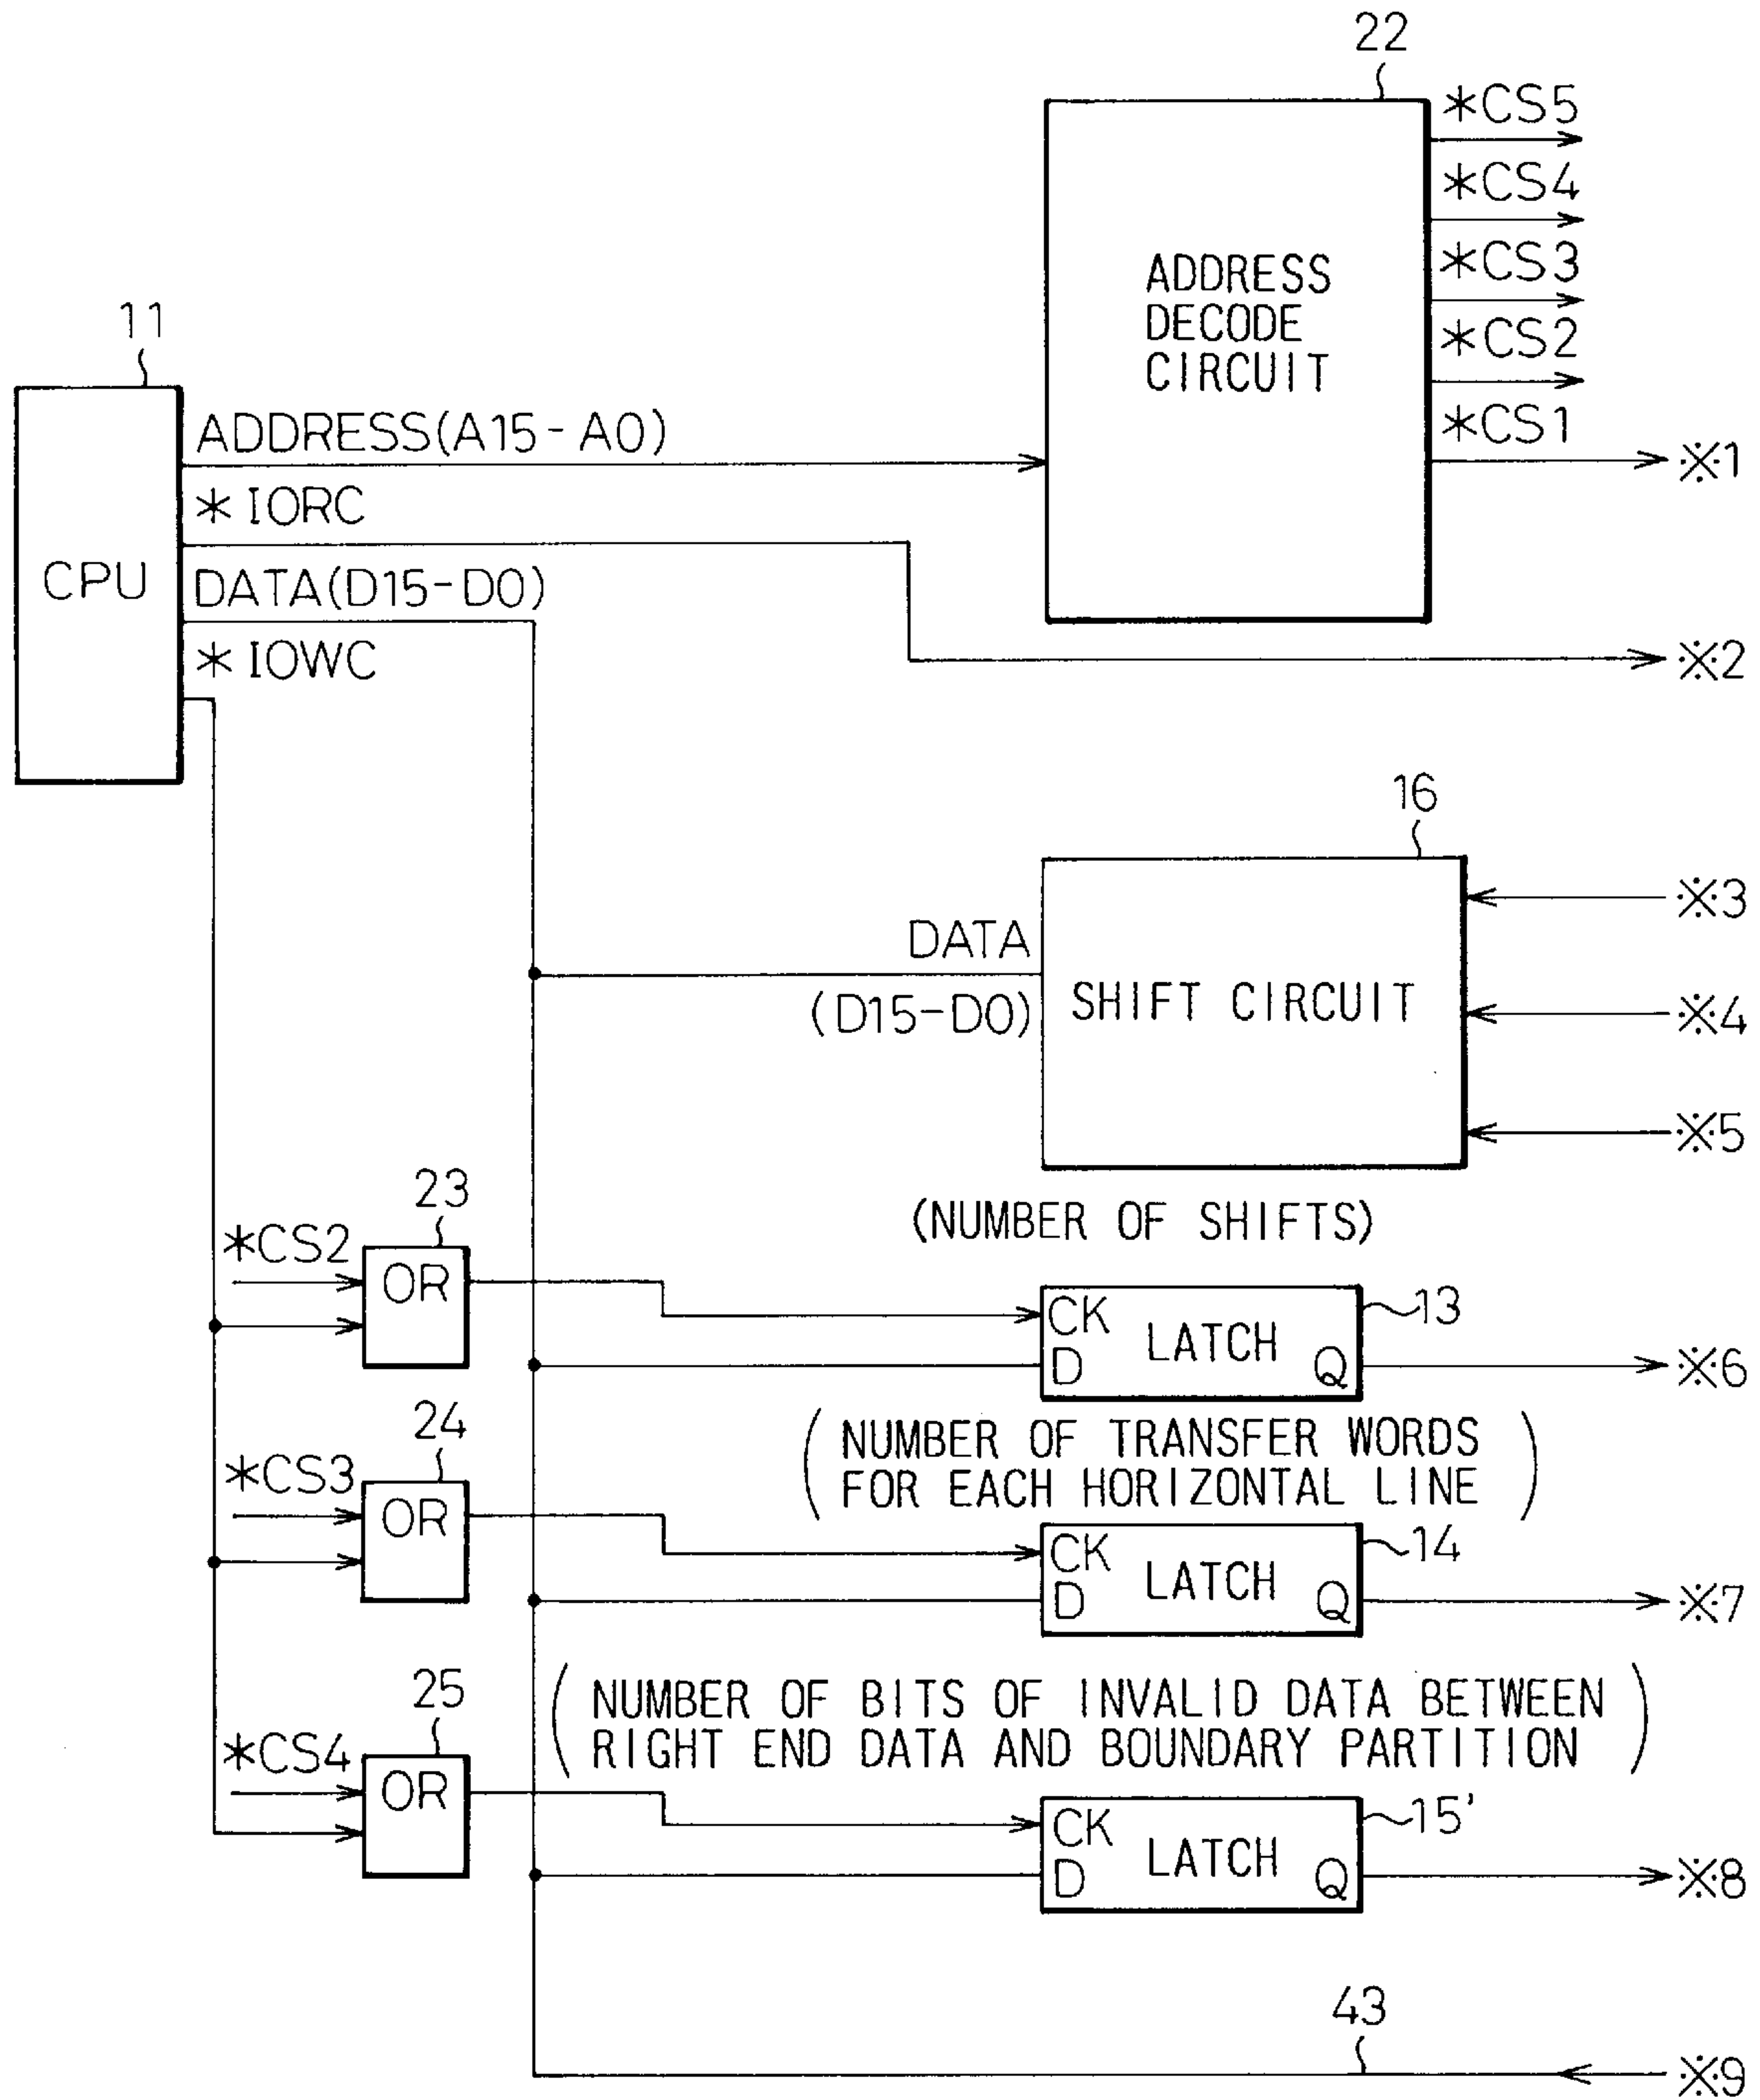 22
*CS5
*CS4
*CS3
*CS2
*CS1
ADDRESS
DECODE
CIRCUIT
※1
11
CPU
ADDRESS(A15-A0)
*IORC
DATA(D15-D0)
*IOWC
※2
16
SHIFT CIRCUIT
DATA
(D15-D0)
※3
※4
※5
(NUMBER OF SHIFTS)
23
*CS2
OR
CK
D
LATCH
Q
13
※6
(NUMBER OF TRANSFER WORDS
FOR EACH HORIZONTAL LINE)
24
*CS3
OR
CK
D
LATCH
Q
14
※7
(NUMBER OF BITS OF INVALID DATA BETWEEN
RIGHT END DATA AND BOUNDARY PARTITION)
25
*CS4
OR
CK
D
LATCH
Q
15'
※8
43
※9